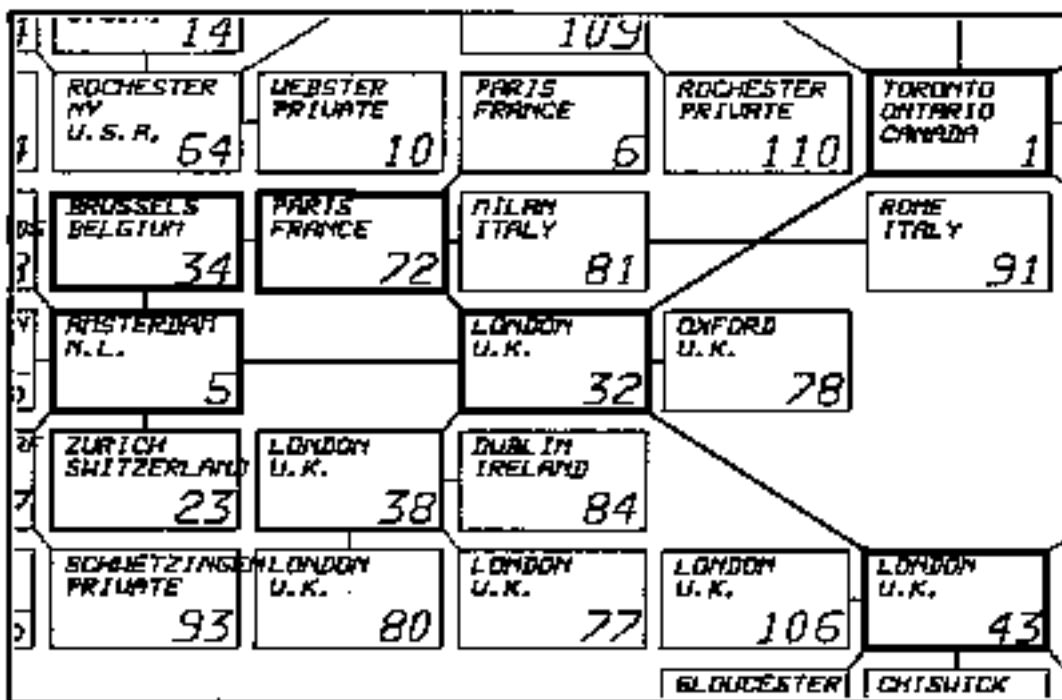 14
109
ROCHESTER
NY
U.S.A.
64
WEBSTER
PRIVATE
10
PARIS
FRANCE
6
ROCHESTER
PRIVATE
110
TORONTO
ONTARIO
CANADA
1
BRUSSELS
BELGIUM
34
PARIS
FRANCE
72
MILAN
ITALY
81
ROME
ITALY
91
AMSTERDAM
N.L.
5
LONDON
U.K.
32
OXFORD
U.K.
78
ZURICH
SWITZERLAND
23
LONDON
U.K.
38
DUBLIN
IRELAND
84
SCHWETZINGEN
PRIVATE
93
LONDON
U.K.
80
LONDON
U.K.
77
LONDON
U.K.
106
LONDON
U.K.
43
GLOUCESTER
CHISWICK